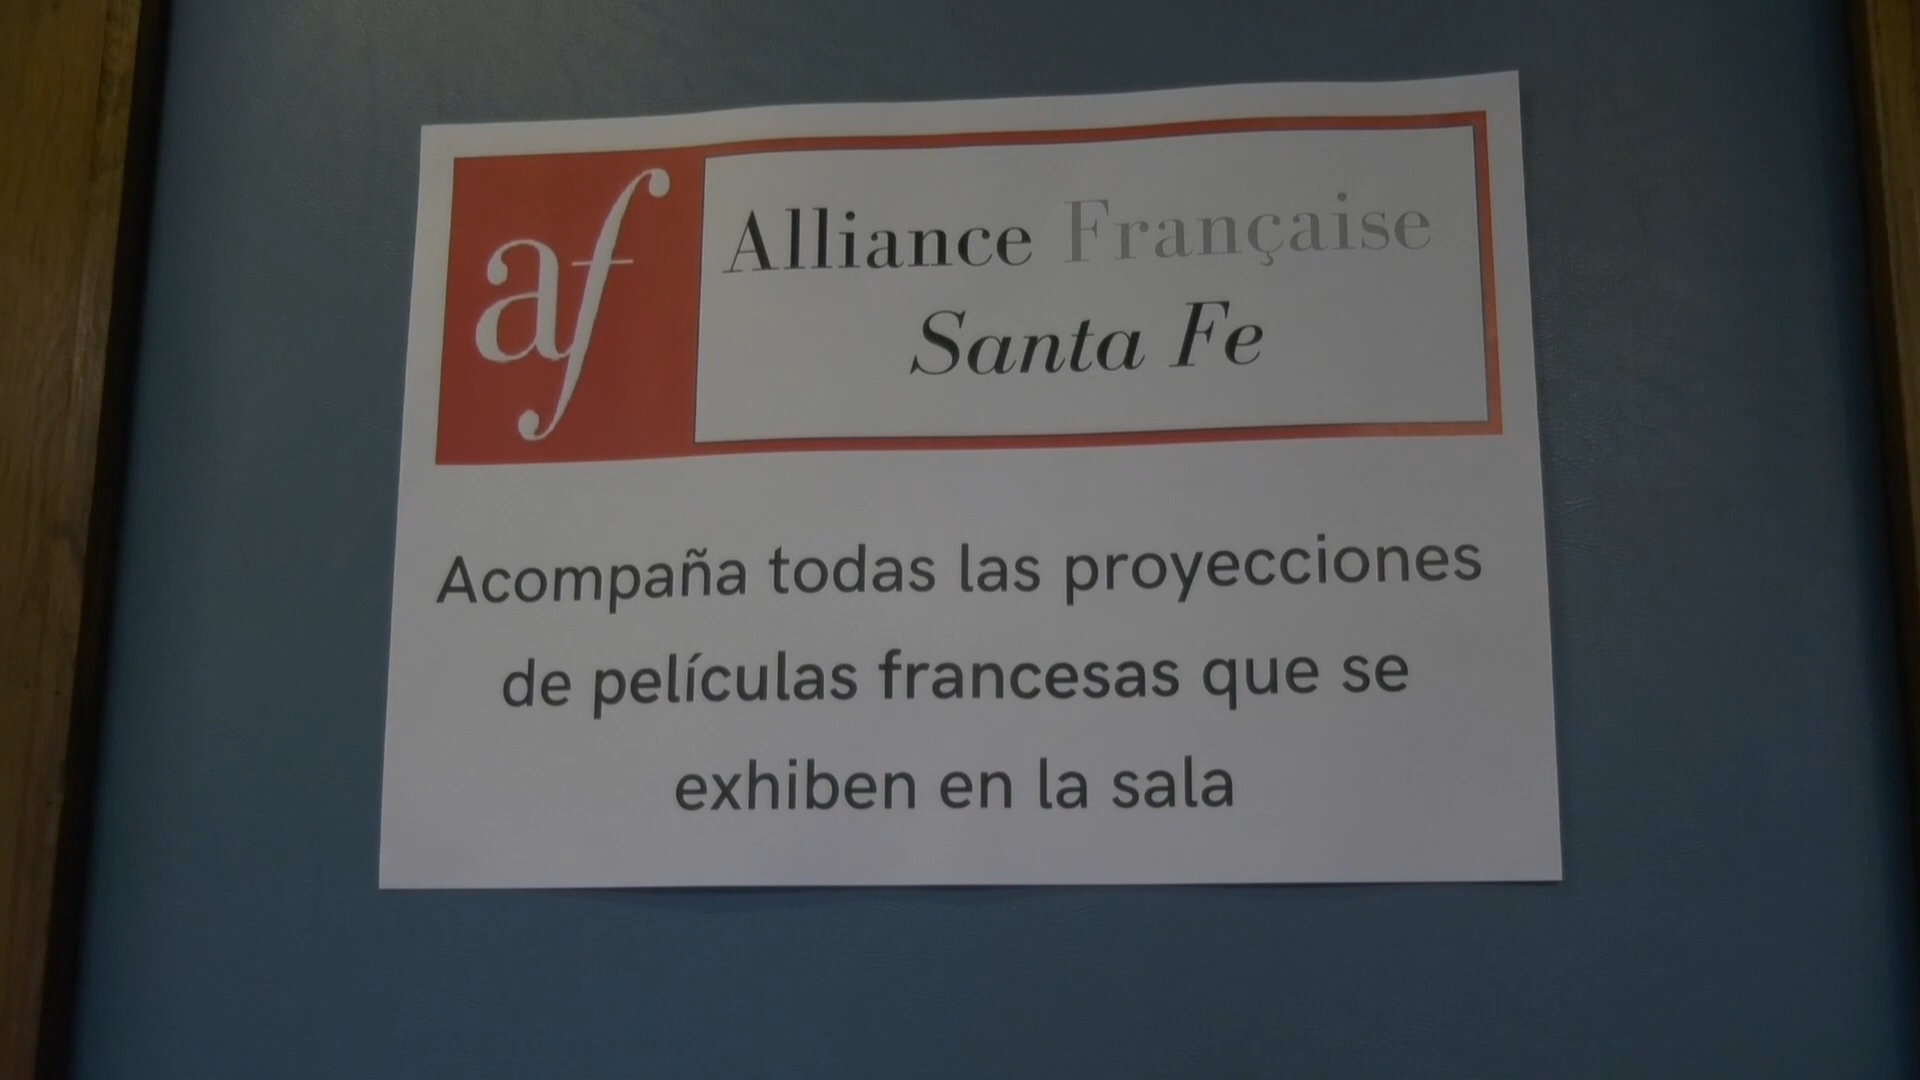 af
Alliance Française
Santa Fe
Acompaña todas las proyecciones
de películas francesas que se
exhiben en la sala